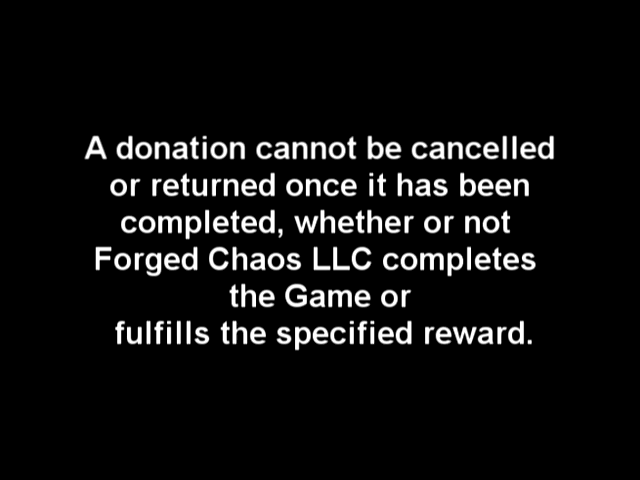 A donation cannot be cancelled
or returned once it has been
completed, whether or not
Forged Chaos LLC completes
the Game or
fulfills the specified reward.